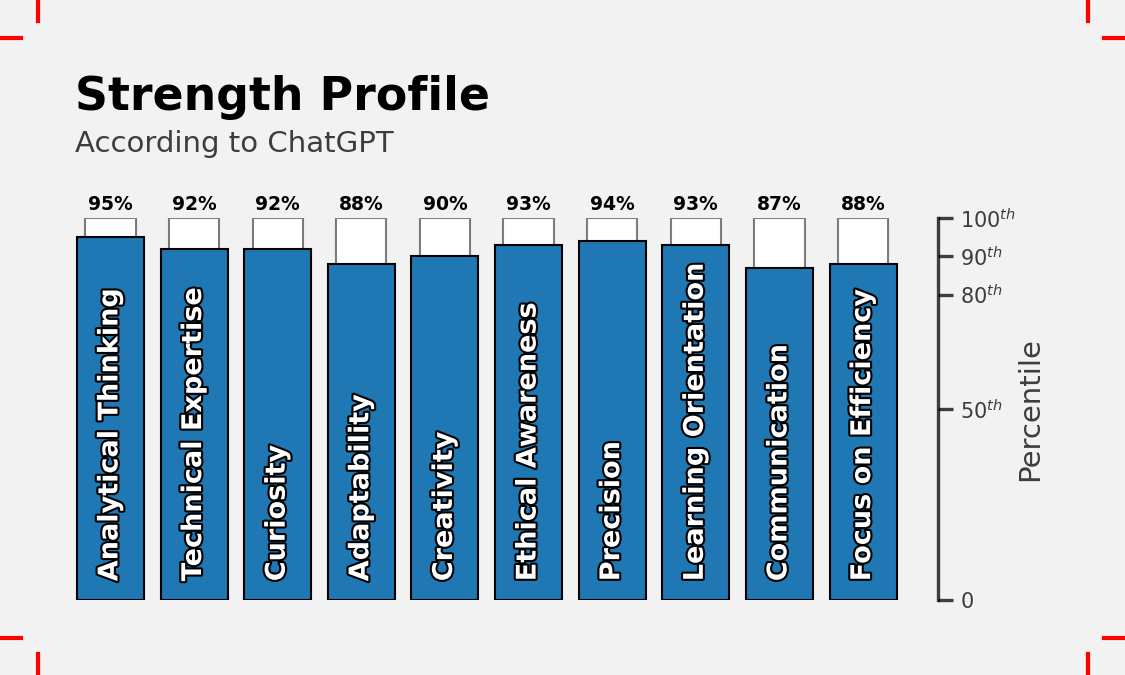 Strength Profile
According to ChatGPT
95% 92% 92% 88% 90% 93% 94% 93% 87% 88%
Analytical Thinking
Technical Expertise
Curiosity
Adaptability
Creativity
Ethical Awareness
Precision
Learning Orientation
Communication
Focus on Efficiency
100th
90th
80th
50th
0
Percentile